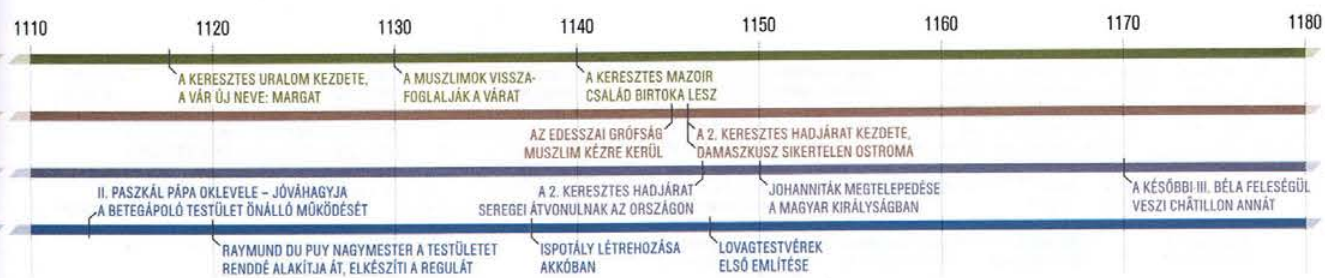 1110 1120 1130 1140 1150 1160 1170 1180
A KERESZTES URALOM KEZDETE,
A VÁR ÚJ NEVE: MARGAT
A MUSZLIMOK VISSZA-
FOGLALJÁK A VÁRAT
A KERESZTES MAZOIR
CSALÁD BIRTOKA LESZ
AZ EDESSZAI GRÓFSÁG
MUSZLIM KÉZRE KERÜL
A 2. KERESZTES HADJÁRAT KEZDETE,
DAMASZKUSZ SIKERTELEN OSTROMA
II. PASZKÁL PÁPA OKLEVELE – JÓVÁHAGYJA
A BETEGÁPOLÓ TESTÜLET ÖNÁLLÓ MŰKÖDÉSÉT
A 2. KERESZTES HADJÁRAT
SEREGEI ÁTVONULNAK AZ ORSZÁGON
JOHANNITÁK MEGTELEPEDÉSE
A MAGYAR KIRÁLYSÁGBAN
A KÉSŐBBI III. BÉLA FELESÉGÜL
VESZI CHÂTILLON ANNÁT
RAYMUND DU PUY NAGYMESTER A TESTÜLETET
RENDDÉ ALAKÍTJA ÁT, ELKÉSZÍTI A REGULÁT
ISPOTÁLY LÉTREHOZÁSA
AKKÓBAN
LOVAGTESTVÉREK
ELSŐ EMLÍTÉSE